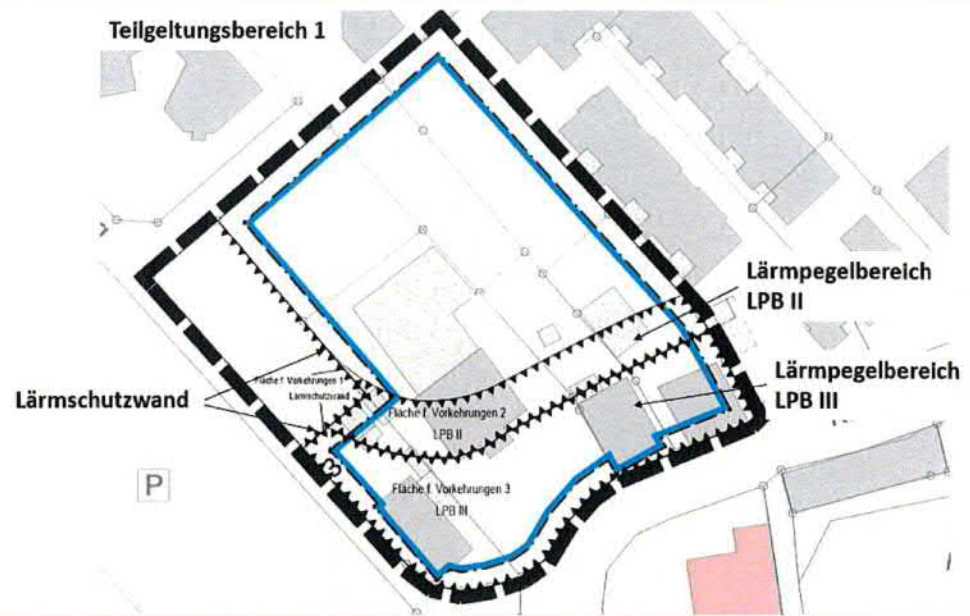 Teilgeltungsbereich 1
Lärmpegelbereich
LPB II
Lärmpegelbereich
LPB III
Lärmschutzwand
Fläche f. Vorkehrungen 1
Lärmschutzwand
Fläche f. Vorkehrungen 2
LPB II
Fläche f. Vorkehrungen 3
LPB III
P